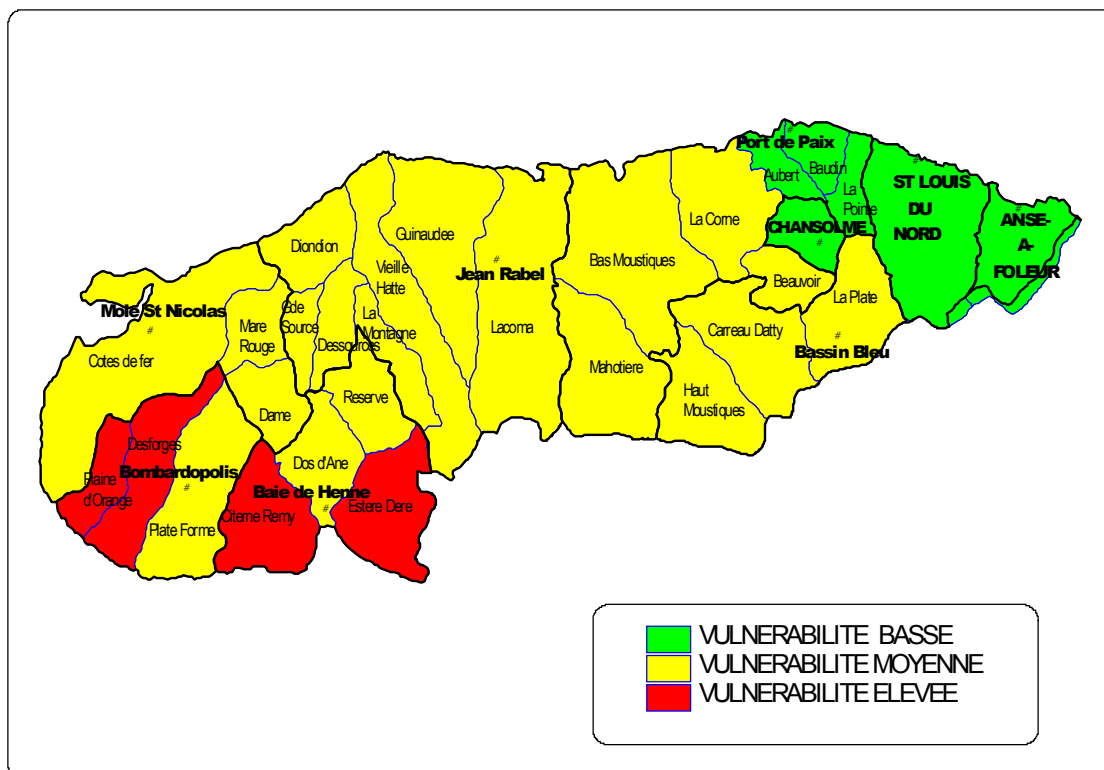 Port de Paix
Aubert
Baudin
La
Pointe
ST LOUIS
DU
NORD
ANSE-
A-
FOLEUR
CHANSOLME
La Corne
Guinaudee
Diondion
Vieille
Hatte
Jean Rabel
Bas Moustiques
Beauvoir
La Plate
Mole St Nicolas
Mare
Rouge
Gde
Source
Dessources
La
Montagne
Lacoma
Carreau Datty
Bassin Bleu
Cotes de fer
Mahotiere
Haut
Moustiques
Reserve
Dame
Desforges
Bombardopolis
Plaine
d'Orange
Dos d'Ane
Baie de Henne
Citerne Remy
Estere Dere
Plate Forme
VULNERABILITE BASSE
VULNERABILITE MOYENNE
VULNERABILITE ELEVEE